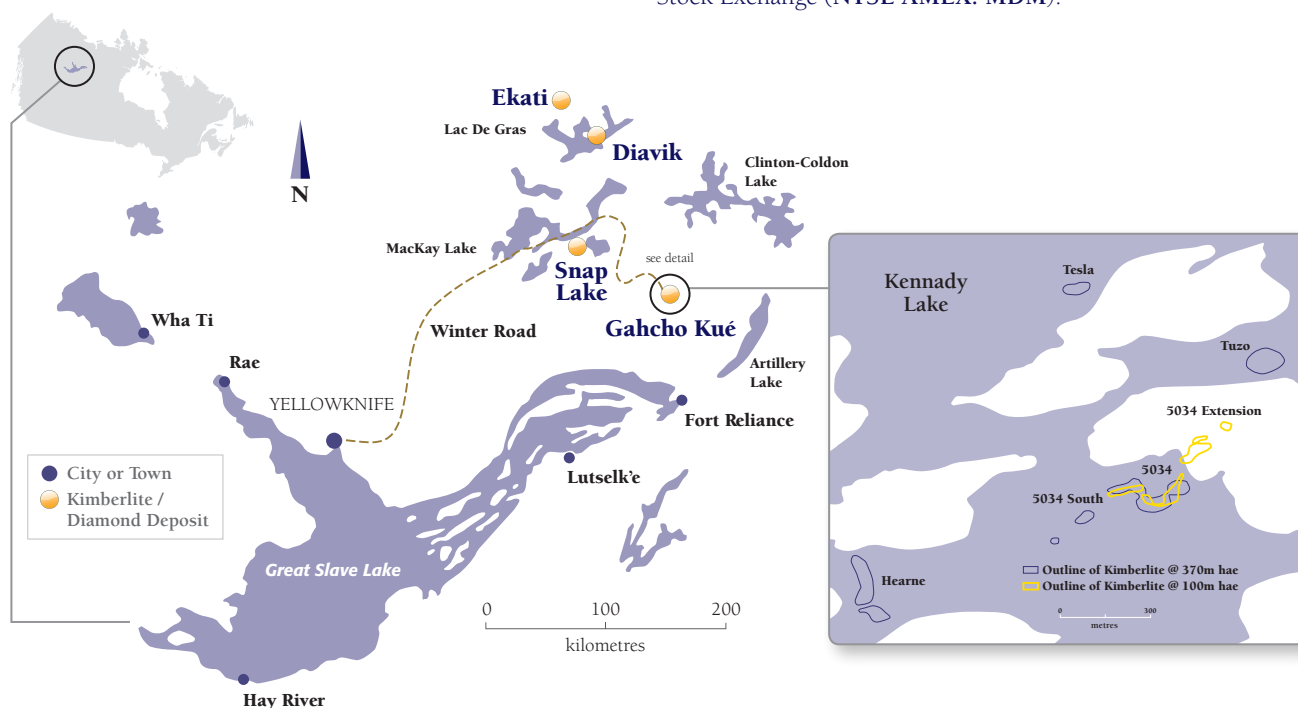 Stock Exchange (NYSE AMEX: MDM).
N
Ekati
Lac De Gras
Diavik
Clinton-Coldon
Lake
MacKay Lake
Snap
Lake
see detail
Gahcho Kué
Winter Road
Artillery
Lake
Wha Ti
Rae
YELLOWKNIFE
Fort Reliance
Lutselk'e
City or Town
Kimberlite /
Diamond Deposit
Great Slave Lake
Hay River
0 100 200
kilometres
Kennady
Lake
Tesla
Tuzo
5034 Extension
5034
5034 South
Hearne
Outline of Kimberlite @ 370m hae
Outline of Kimberlite @ 100m hae
0 300
metres